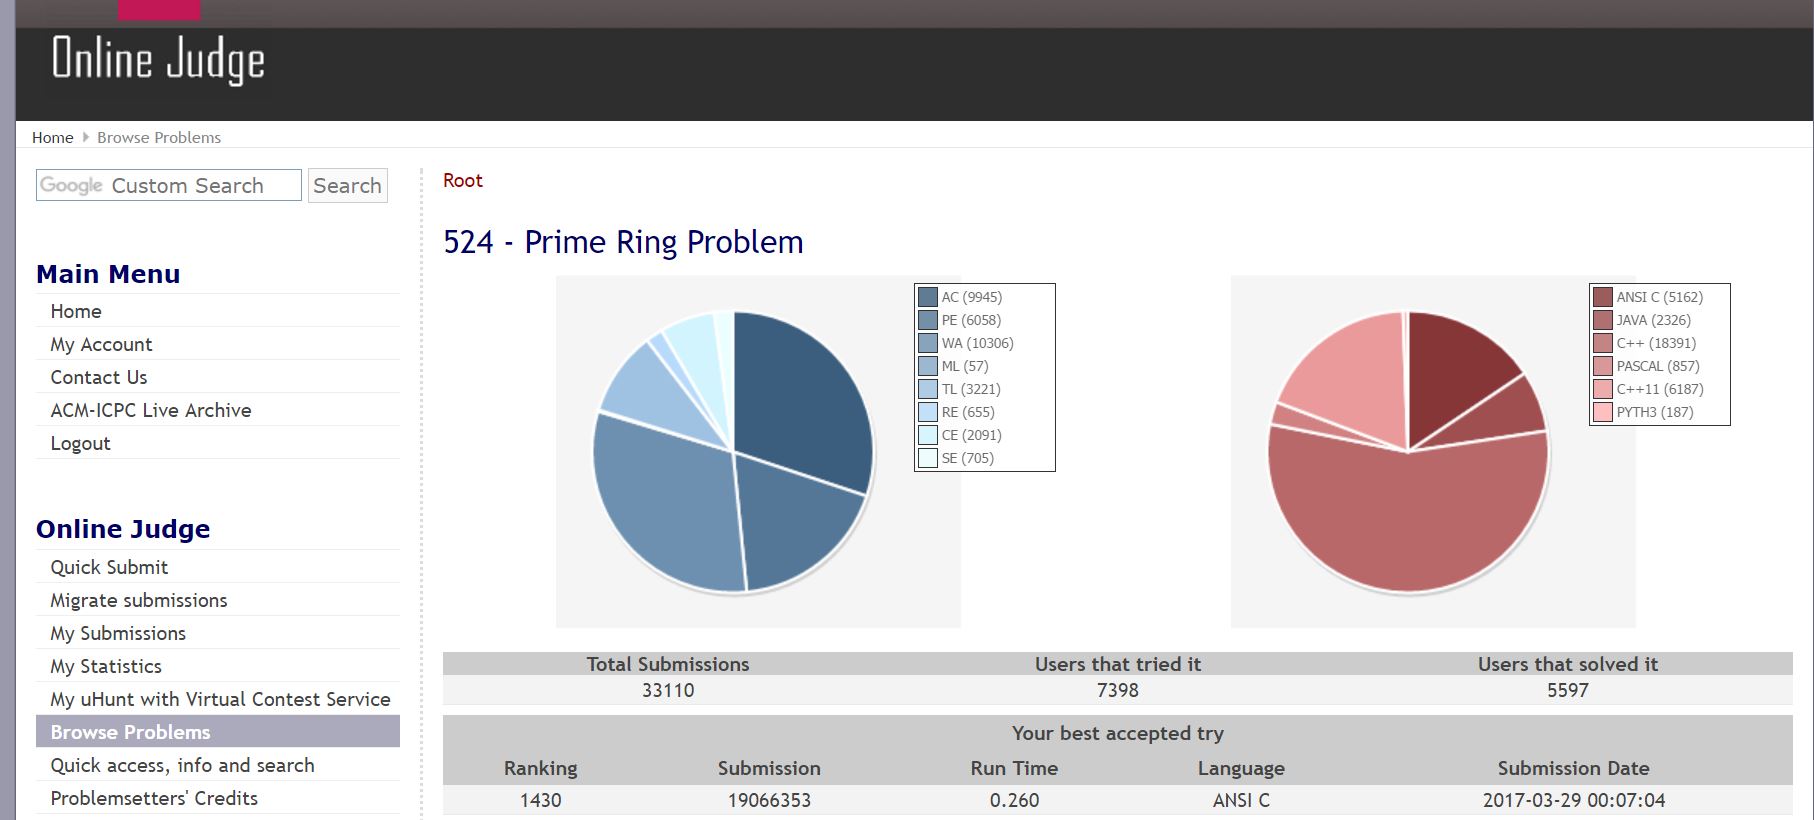 Online Judge
Home Browse Problems
Google Custom Search Search
Main Menu
Home
My Account
Contact Us
ACM-ICPC Live Archive
Logout
Online Judge
Quick Submit
Migrate submissions
My Submissions
My Statistics
My uHunt with Virtual Contest Service
Browse Problems
Quick access, info and search
Problemsetters' Credits
Root
524 - Prime Ring Problem
AC (9945)
PE (6058)
WA (10306)
ML (57)
TL (3221)
RE (655)
CE (2091)
SE (705)
ANSI C (5162)
JAVA (2326)
C++ (18391)
PASCAL (857)
C++11 (6187)
PYTH3 (187)
Total Submissions Users that tried it Users that solved it
33110 7398 5597
Your best accepted try
Ranking Submission Run Time Language Submission Date
1430 19066353 0.260 ANSI C 2017-03-29 00:07:04